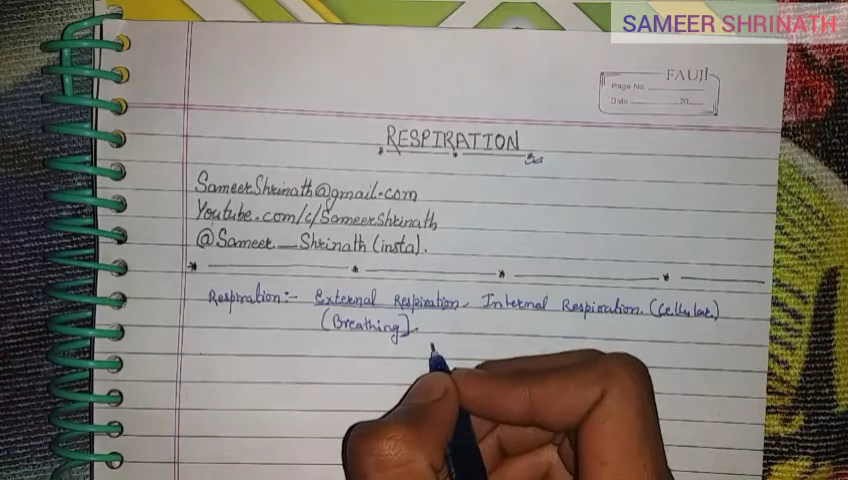 SAMEER SHRINATH
FAUJI
Page No.
Date 20
RESPIRATION
SameerShrinath@gmail.com
Youtube.com/c/Sameershrinath
@Sameer_Shrinath (insta).
Respiration:- External Respiration, Internal Respiration. (Cellular)
(Breathing)